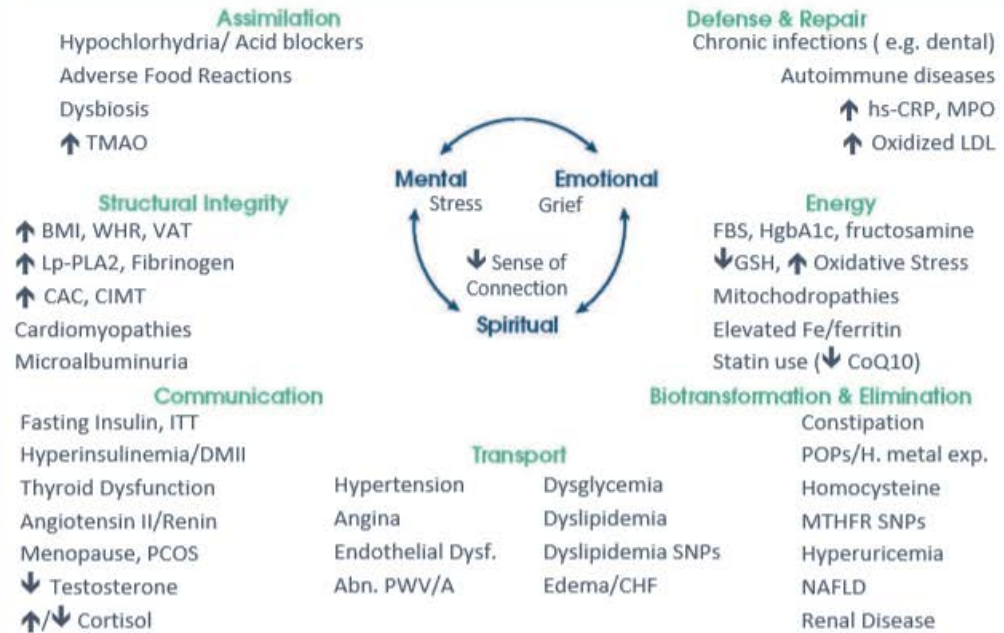 Assimilation
Hypochlorhydria/ Acid blockers
Adverse Food Reactions
Dysbiosis
↑ TMAO
Defense & Repair
Chronic infections ( e.g. dental)
Autoimmune diseases
↑ hs-CRP, MPO
↑ Oxidized LDL
Mental
Stress
Emotional
Grief
↓ Sense of
Connection
Spiritual
Structural Integrity
↑ BMI, WHR, VAT
↑ Lp-PLA2, Fibrinogen
↑ CAC, CIMT
Cardiomyopathies
Microalbuminuria
Energy
FBS, HgbA1c, fructosamine
↓GSH, ↑ Oxidative Stress
Mitochodropathies
Elevated Fe/ferritin
Statin use (↓ CoQ10)
Communication
Fasting Insulin, ITT
Hyperinsulinemia/DMII
Thyroid Dysfunction
Angiotensin II/Renin
Menopause, PCOS
↓ Testosterone
↑/↓ Cortisol
Transport
Hypertension
Angina
Endothelial Dysf.
Abn. PWV/A
Dysglycemia
Dyslipidemia
Dyslipidemia SNPs
Edema/CHF
Biotransformation & Elimination
Constipation
POPs/H. metal exp.
Homocysteine
MTHFR SNPs
Hyperuricemia
NAFLD
Renal Disease